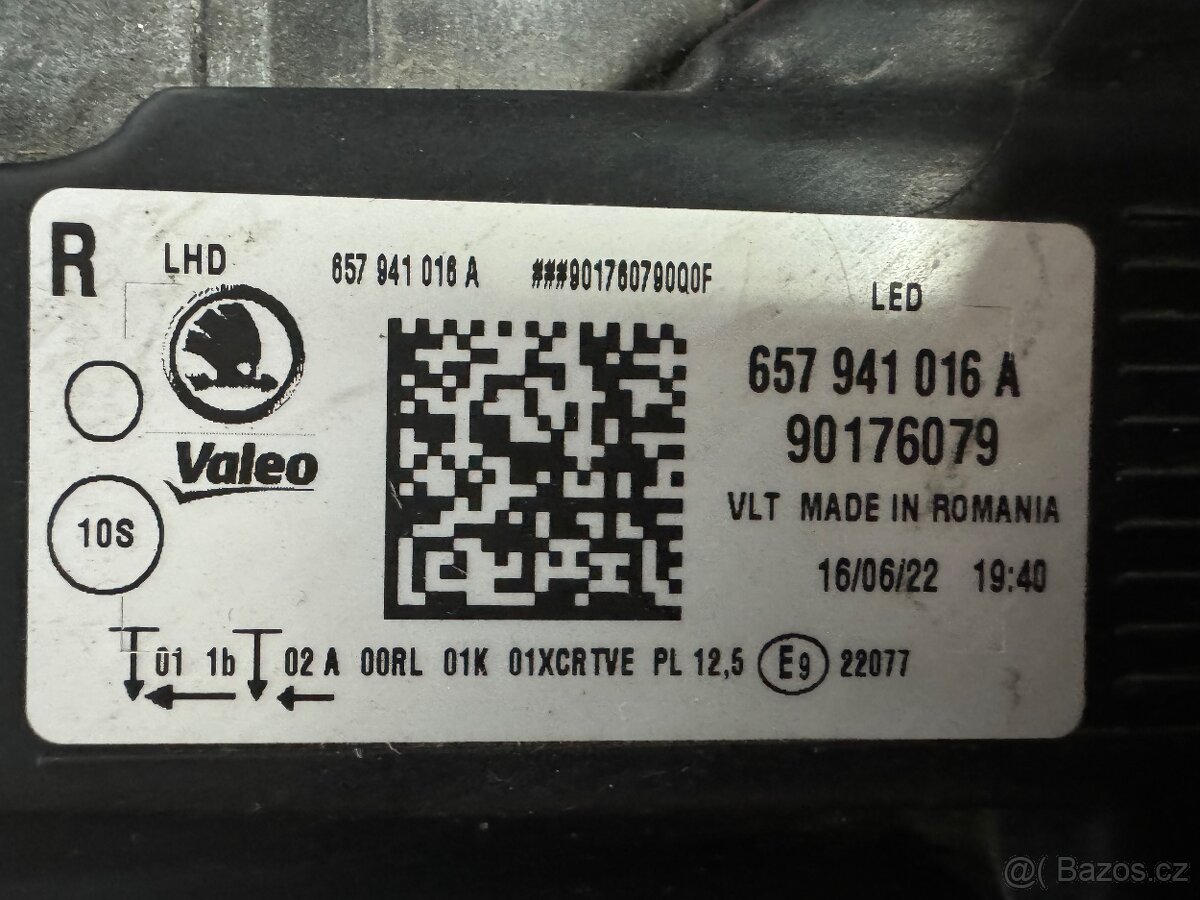 R LHD 657 941 016 A ###901760790Q0F
LED
657 941 016 A
90176079
Valeo
VLT MADE IN ROMANIA
10S
16/06/22 19:40
01 1b 02 A 00RL 01K 01XCRTVE PL 12,5 E9 22077
@( Bazos.cz